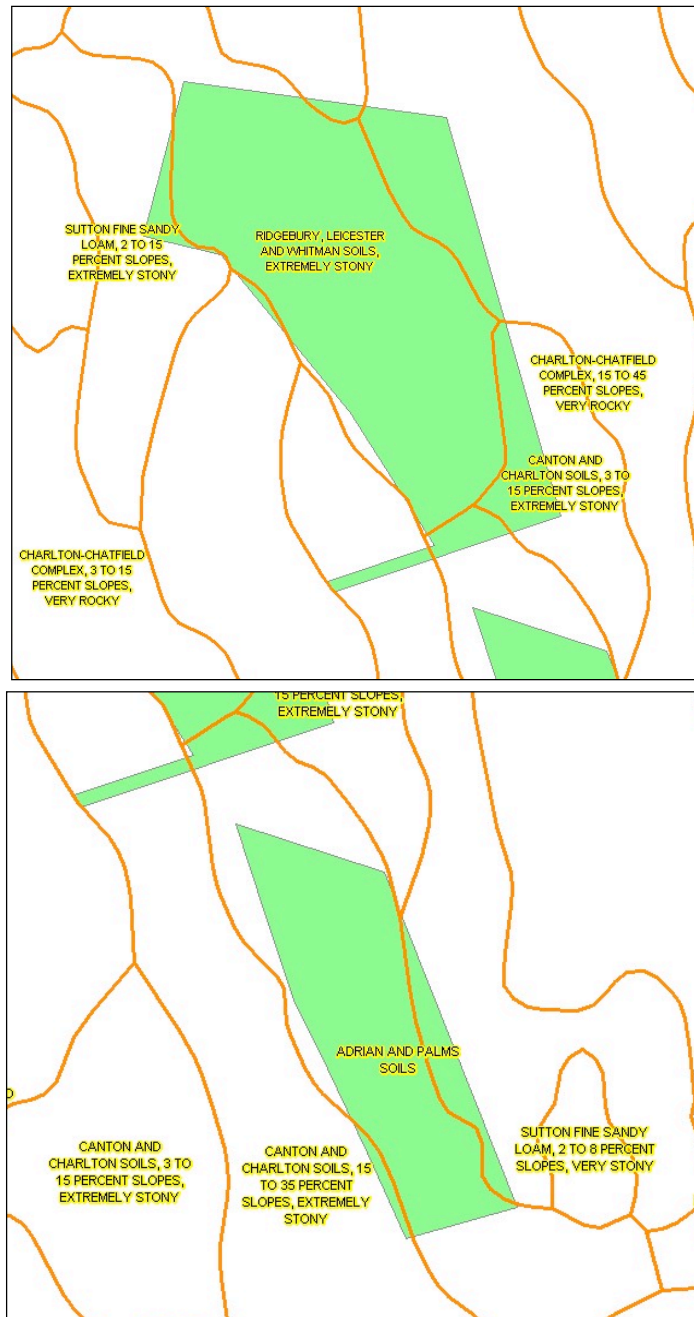 SUTTON FINE SANDY
LOAM, 2 TO 15
PERCENT SLOPES,
EXTREMELY STONY
RIDGEBURY, LEICESTER
AND WHITMAN SOILS,
EXTREMELY STONY
CHARLTON-CHATFIELD
COMPLEX, 15 TO 45
PERCENT SLOPES,
VERY ROCKY
CANTON AND
CHARLTON SOILS, 3 TO
15 PERCENT SLOPES,
EXTREMELY STONY
CHARLTON-CHATFIELD
COMPLEX, 3 TO 15
PERCENT SLOPES,
VERY ROCKY
15 PERCENT SLOPES,
EXTREMELY STONY
ADRIAN AND PALMS
SOILS
SUTTON FINE SANDY
LOAM, 2 TO 8 PERCENT
SLOPES, VERY STONY
CANTON AND
CHARLTON SOILS, 3 TO
15 PERCENT SLOPES,
EXTREMELY STONY
CANTON AND
CHARLTON SOILS, 15
TO 35 PERCENT
SLOPES, EXTREMELY
STONY